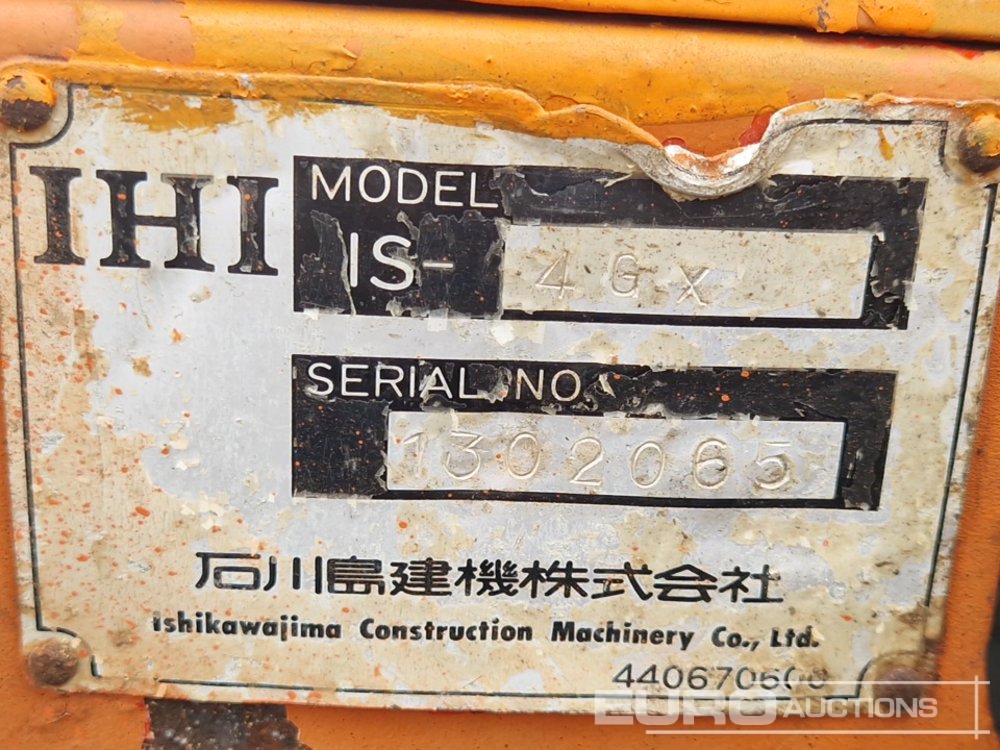 IHI
MODEL
IS- 4GX
SERIAL NO.
1302065
石川島建機株式会社
Ishikawajima Construction Machinery Co., Ltd.
EURO AUCTIONS